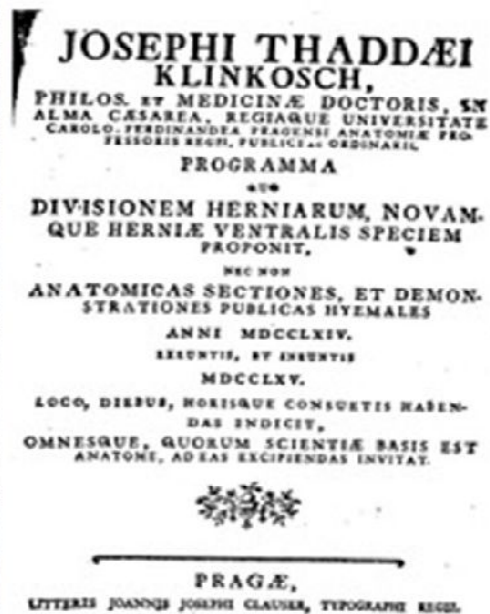 JOSEPHI THADDÆI
KLINKOSCH,
PHILOS. ET MEDICINÆ DOCTORIS, IN
ALMA CÆSAREA, REGIAQUE UNIVERSITATE
CAROLO-FERDINANDEA PRAGENSI ANATOMIÆ PRO-
FESSORIS REGII, PUBLICI ORDINARII,
PROGRAMMA
QUO
DIVISIONEM HERNIARUM, NOVAM-
QUE HERNIÆ VENTRALIS SPECIEM
PROPONIT,
NEC NON
ANATOMICAS SECTIONES, ET DEMON-
STRATIONES PUBLICAS HYEMALES
ANNI MDCCLXIV.
EXEUNTIS, ET INEUNTIS
MDCCLXV.
LOCO, DIEBUS, HORISQUE CONSUETIS HABEN-
DAS INDICIT,
OMNESQUE, QUORUM SCIENTIÆ BASIS EST
ANATOME, AD EAS EXCIPIENDAS INVITAT.
PRAGÆ,
LITTERIS JOANNIS JOSEPHI CLAUSER, TYPOGRAPHI REGII.